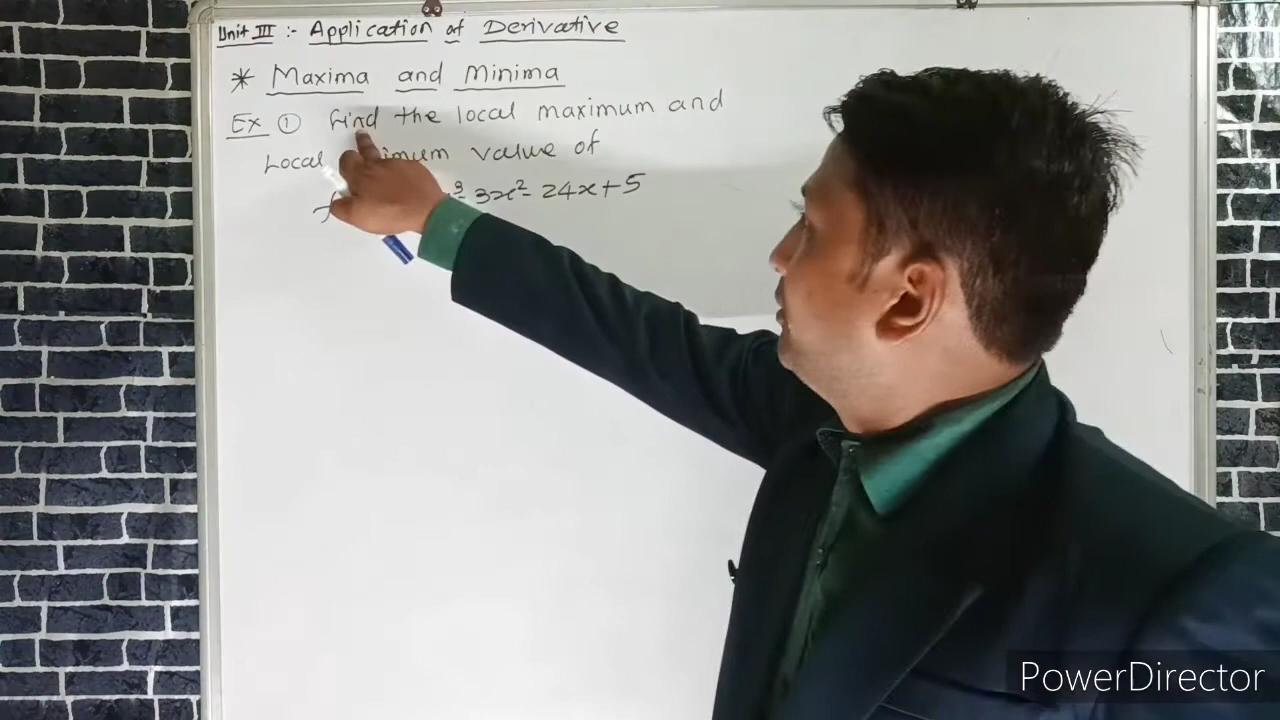 Unit III :- Application of Derivative
* Maxima and Minima
Ex ① find the local maximum and
Local value of
3x² - 24x + 5
PowerDirector